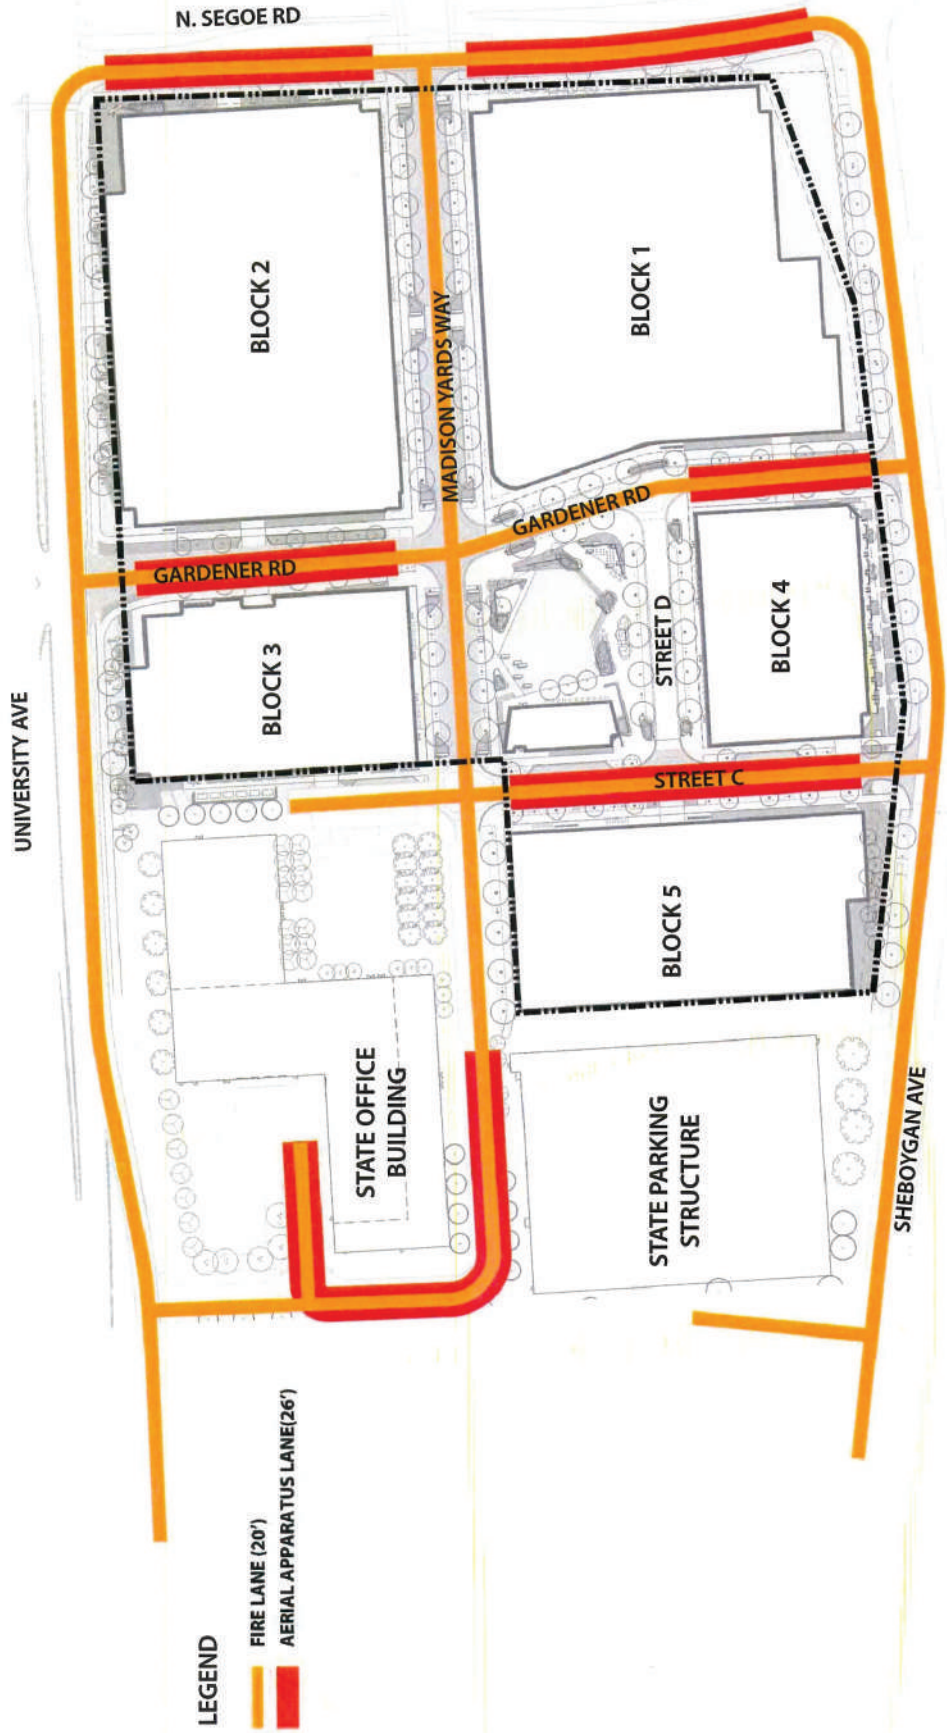 N. SEGOE RD
UNIVERSITY AVE
BLOCK 2
BLOCK 1
MADISON YARDS WAY
GARDENER RD
GARDENER RD
BLOCK 3
STREET D
BLOCK 4
STREET C
BLOCK 5
STATE OFFICE
BUILDING
STATE PARKING
STRUCTURE
SHEBOYGAN AVE
LEGEND
FIRE LANE (20')
AERIAL APPARATUS LANE(26')